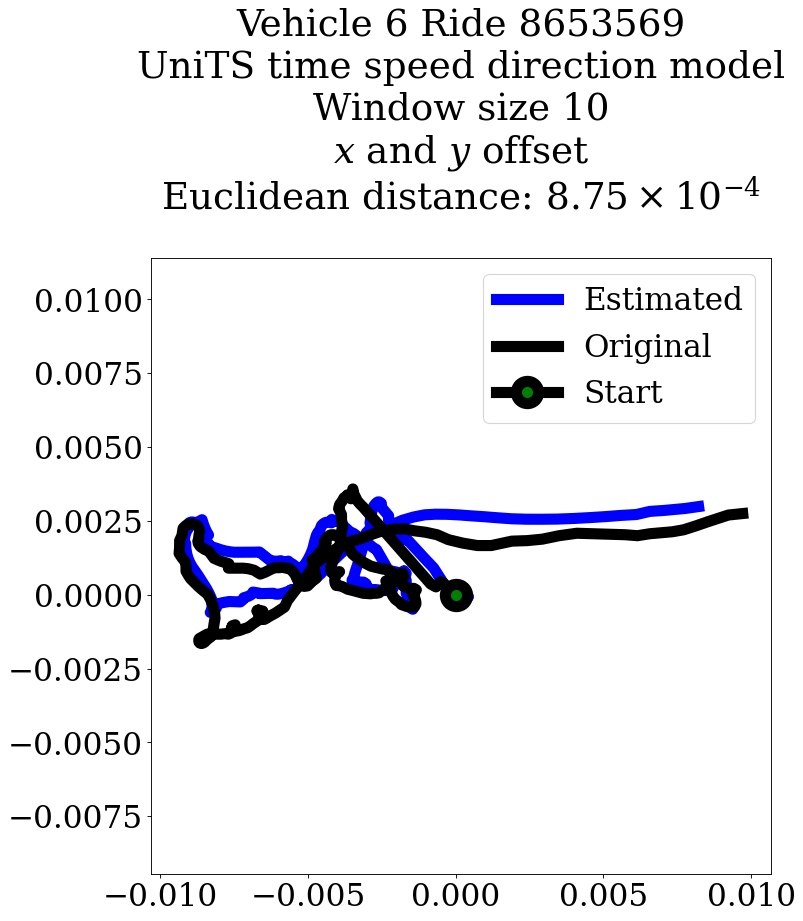 Vehicle 6 Ride 8653569
UniTS time speed direction model
Window size 10
x and y offset
Euclidean distance: 8.75 × 10⁻⁴
Estimated
Original
Start
0.0100
0.0075
0.0050
0.0025
0.0000
−0.0025
−0.0050
−0.0075
−0.010 −0.005 0.000 0.005 0.010